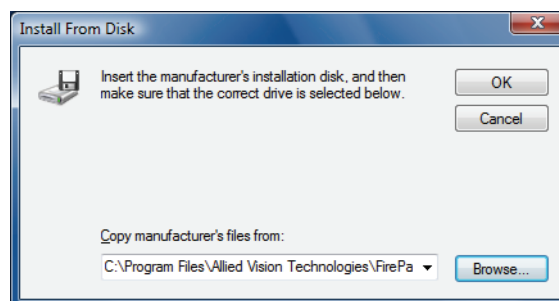 Install From Disk
Insert the manufacturer's installation disk, and then
make sure that the correct drive is selected below.
OK
Cancel
Copy manufacturer's files from:
C:\Program Files\Allied Vision Technologies\FirePa
Browse...